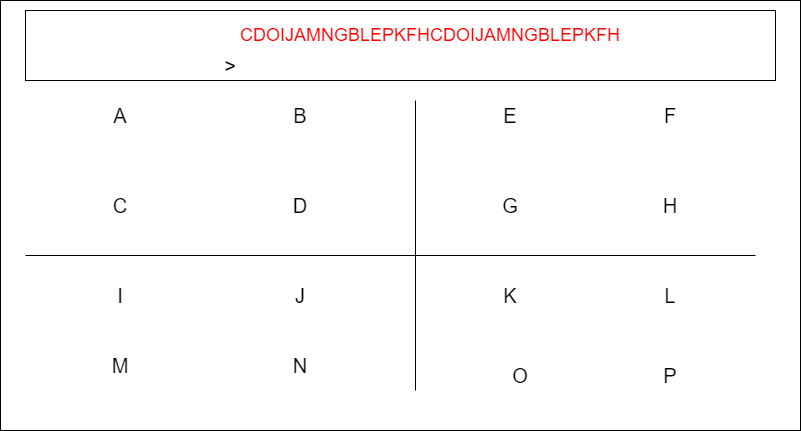 CDOIJAMNGBLEPKFHCDOIJAMNGBLEPKFH
>
A B E F
C D G H
I J K L
M N O P